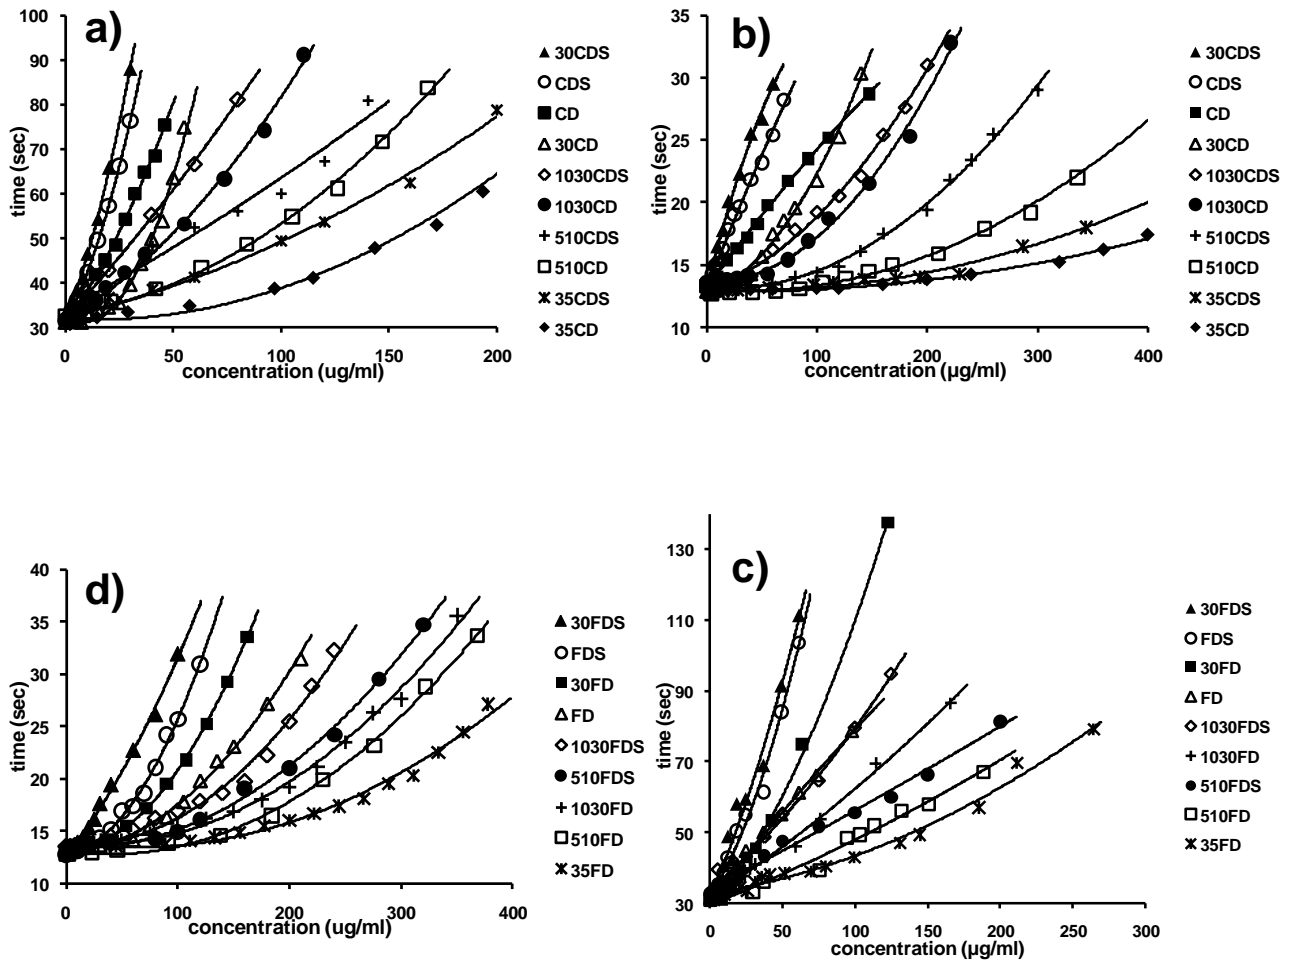 a)
100
90
80
70
60
50
40
30
time (sec)
0
50
100
150
200
concentration (ug/ml)
30CDS
CDS
CD
30CD
1030CDS
1030CD
510CDS
510CD
35CDS
35CD
b)
35
30
25
20
15
10
time (sec)
0
100
200
300
400
concentration (µg/ml)
30CDS
CDS
CD
30CD
1030CDS
1030CD
510CDS
510CD
35CDS
35CD
d)
40
35
30
25
20
15
10
time (sec)
0
100
200
300
400
concentration (ug/ml)
30FDS
FDS
30FD
FD
1030FDS
510FDS
1030FD
510FD
35FD
c)
130
110
90
70
50
30
time (sec)
0
50
100
150
200
250
300
concentration (µg/ml)
30FDS
FDS
30FD
FD
1030FDS
1030FD
510FDS
510FD
35FD